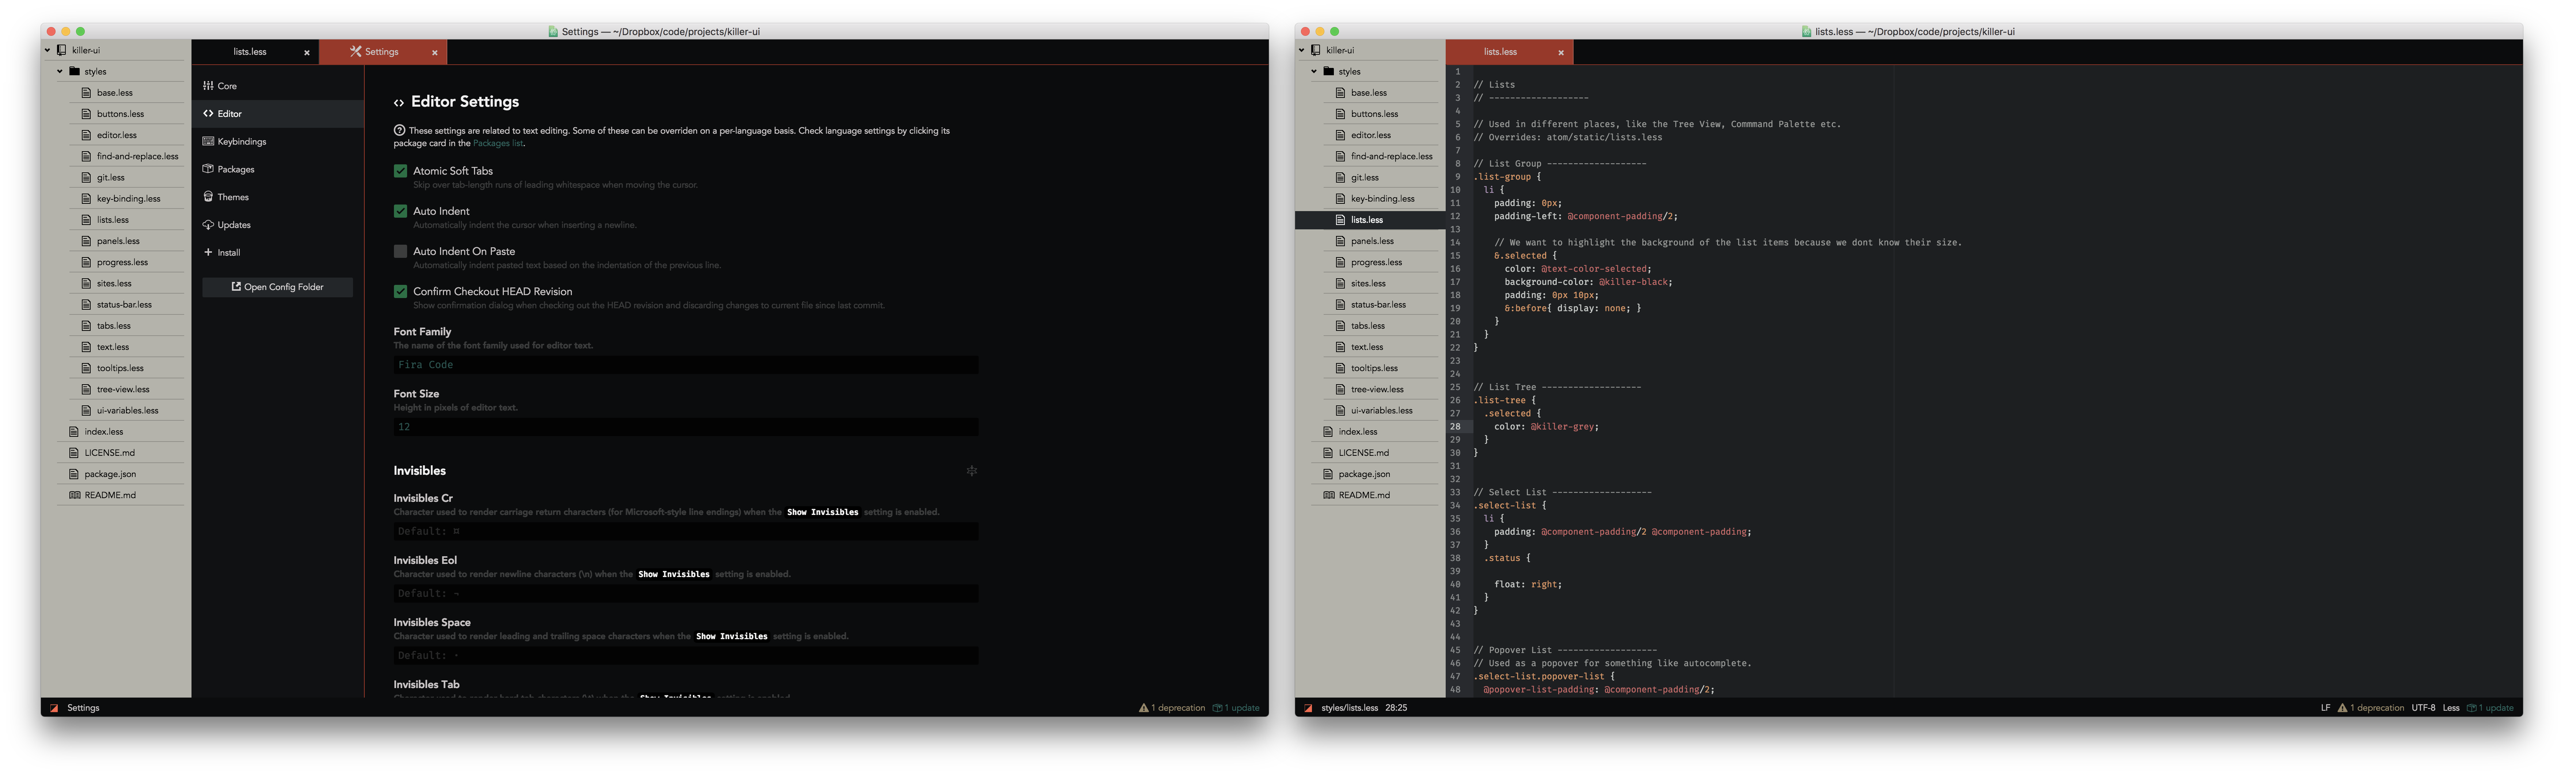 Settings — ~/Dropbox/code/projects/killer-ui
killer-ui
styles
base.less
buttons.less
editor.less
find-and-replace.less
git.less
key-binding.less
lists.less
panels.less
progress.less
sites.less
status-bar.less
tabs.less
text.less
tooltips.less
tree-view.less
ui-variables.less
index.less
LICENSE.md
package.json
README.md
lists.less ×
Settings ×
Core
Editor
Keybindings
Packages
Themes
Updates
Install
Open Config Folder
Editor Settings
These settings are related to text editing. Some of these can be overriden on a per-language basis. Check language settings by clicking its
package card in the Packages list.
Atomic Soft Tabs
Skip over tab-length runs of leading whitespace when moving the cursor.
Auto Indent
Automatically indent the cursor when inserting a newline.
Auto Indent On Paste
Automatically indent pasted text based on the indentation of the previous line.
Confirm Checkout HEAD Revision
Show confirmation dialog when checking out the HEAD revision and discarding changes to current file since last commit.
Font Family
The name of the font family used for editor text.
Fira Code
Font Size
Height in pixels of editor text.
12
Invisibles
Invisibles Cr
Character used to render carriage return characters (for Microsoft-style line endings) when the Show Invisibles setting is enabled.
Default: ¤
Invisibles Eol
Character used to render newline characters (\n) when the Show Invisibles setting is enabled.
Default: ¬
Invisibles Space
Character used to render leading and trailing space characters when the Show Invisibles setting is enabled.
Default: ·
Invisibles Tab
Settings
1 deprecation 1 update
lists.less — ~/Dropbox/code/projects/killer-ui
killer-ui
styles
base.less
buttons.less
editor.less
find-and-replace.less
git.less
key-binding.less
lists.less
panels.less
progress.less
sites.less
status-bar.less
tabs.less
text.less
tooltips.less
tree-view.less
ui-variables.less
index.less
LICENSE.md
package.json
README.md
lists.less ×
1
2 // Lists
3 // -------------------
4
5 // Used in different places, like the Tree View, Commmand Palette etc.
6 // Overrides: atom/static/lists.less
7
8 // List Group -------------------
9 .list-group {
10 li {
11 padding: 0px;
12 padding-left: @component-padding/2;
13
14 // We want to highlight the background of the list items because we dont know their size.
15 &.selected {
16 color: @text-color-selected;
17 background-color: @killer-black;
18 padding: 0px 10px;
19 &:before{ display: none; }
20 }
21 }
22 }
23
24
25 // List Tree -------------------
26 .list-tree {
27 .selected {
28 color: @killer-grey;
29 }
30 }
31
32
33 // Select List -------------------
34 .select-list {
35 li {
36 padding: @component-padding/2 @component-padding;
37 }
38 .status {
39
40 float: right;
41 }
42 }
43
44
45 // Popover List -------------------
46 // Used as a popover for something like autocomplete.
47 .select-list.popover-list {
48 @popover-list-padding: @component-padding/2;
styles/lists.less 28:25
LF 1 deprecation UTF-8 Less 1 update